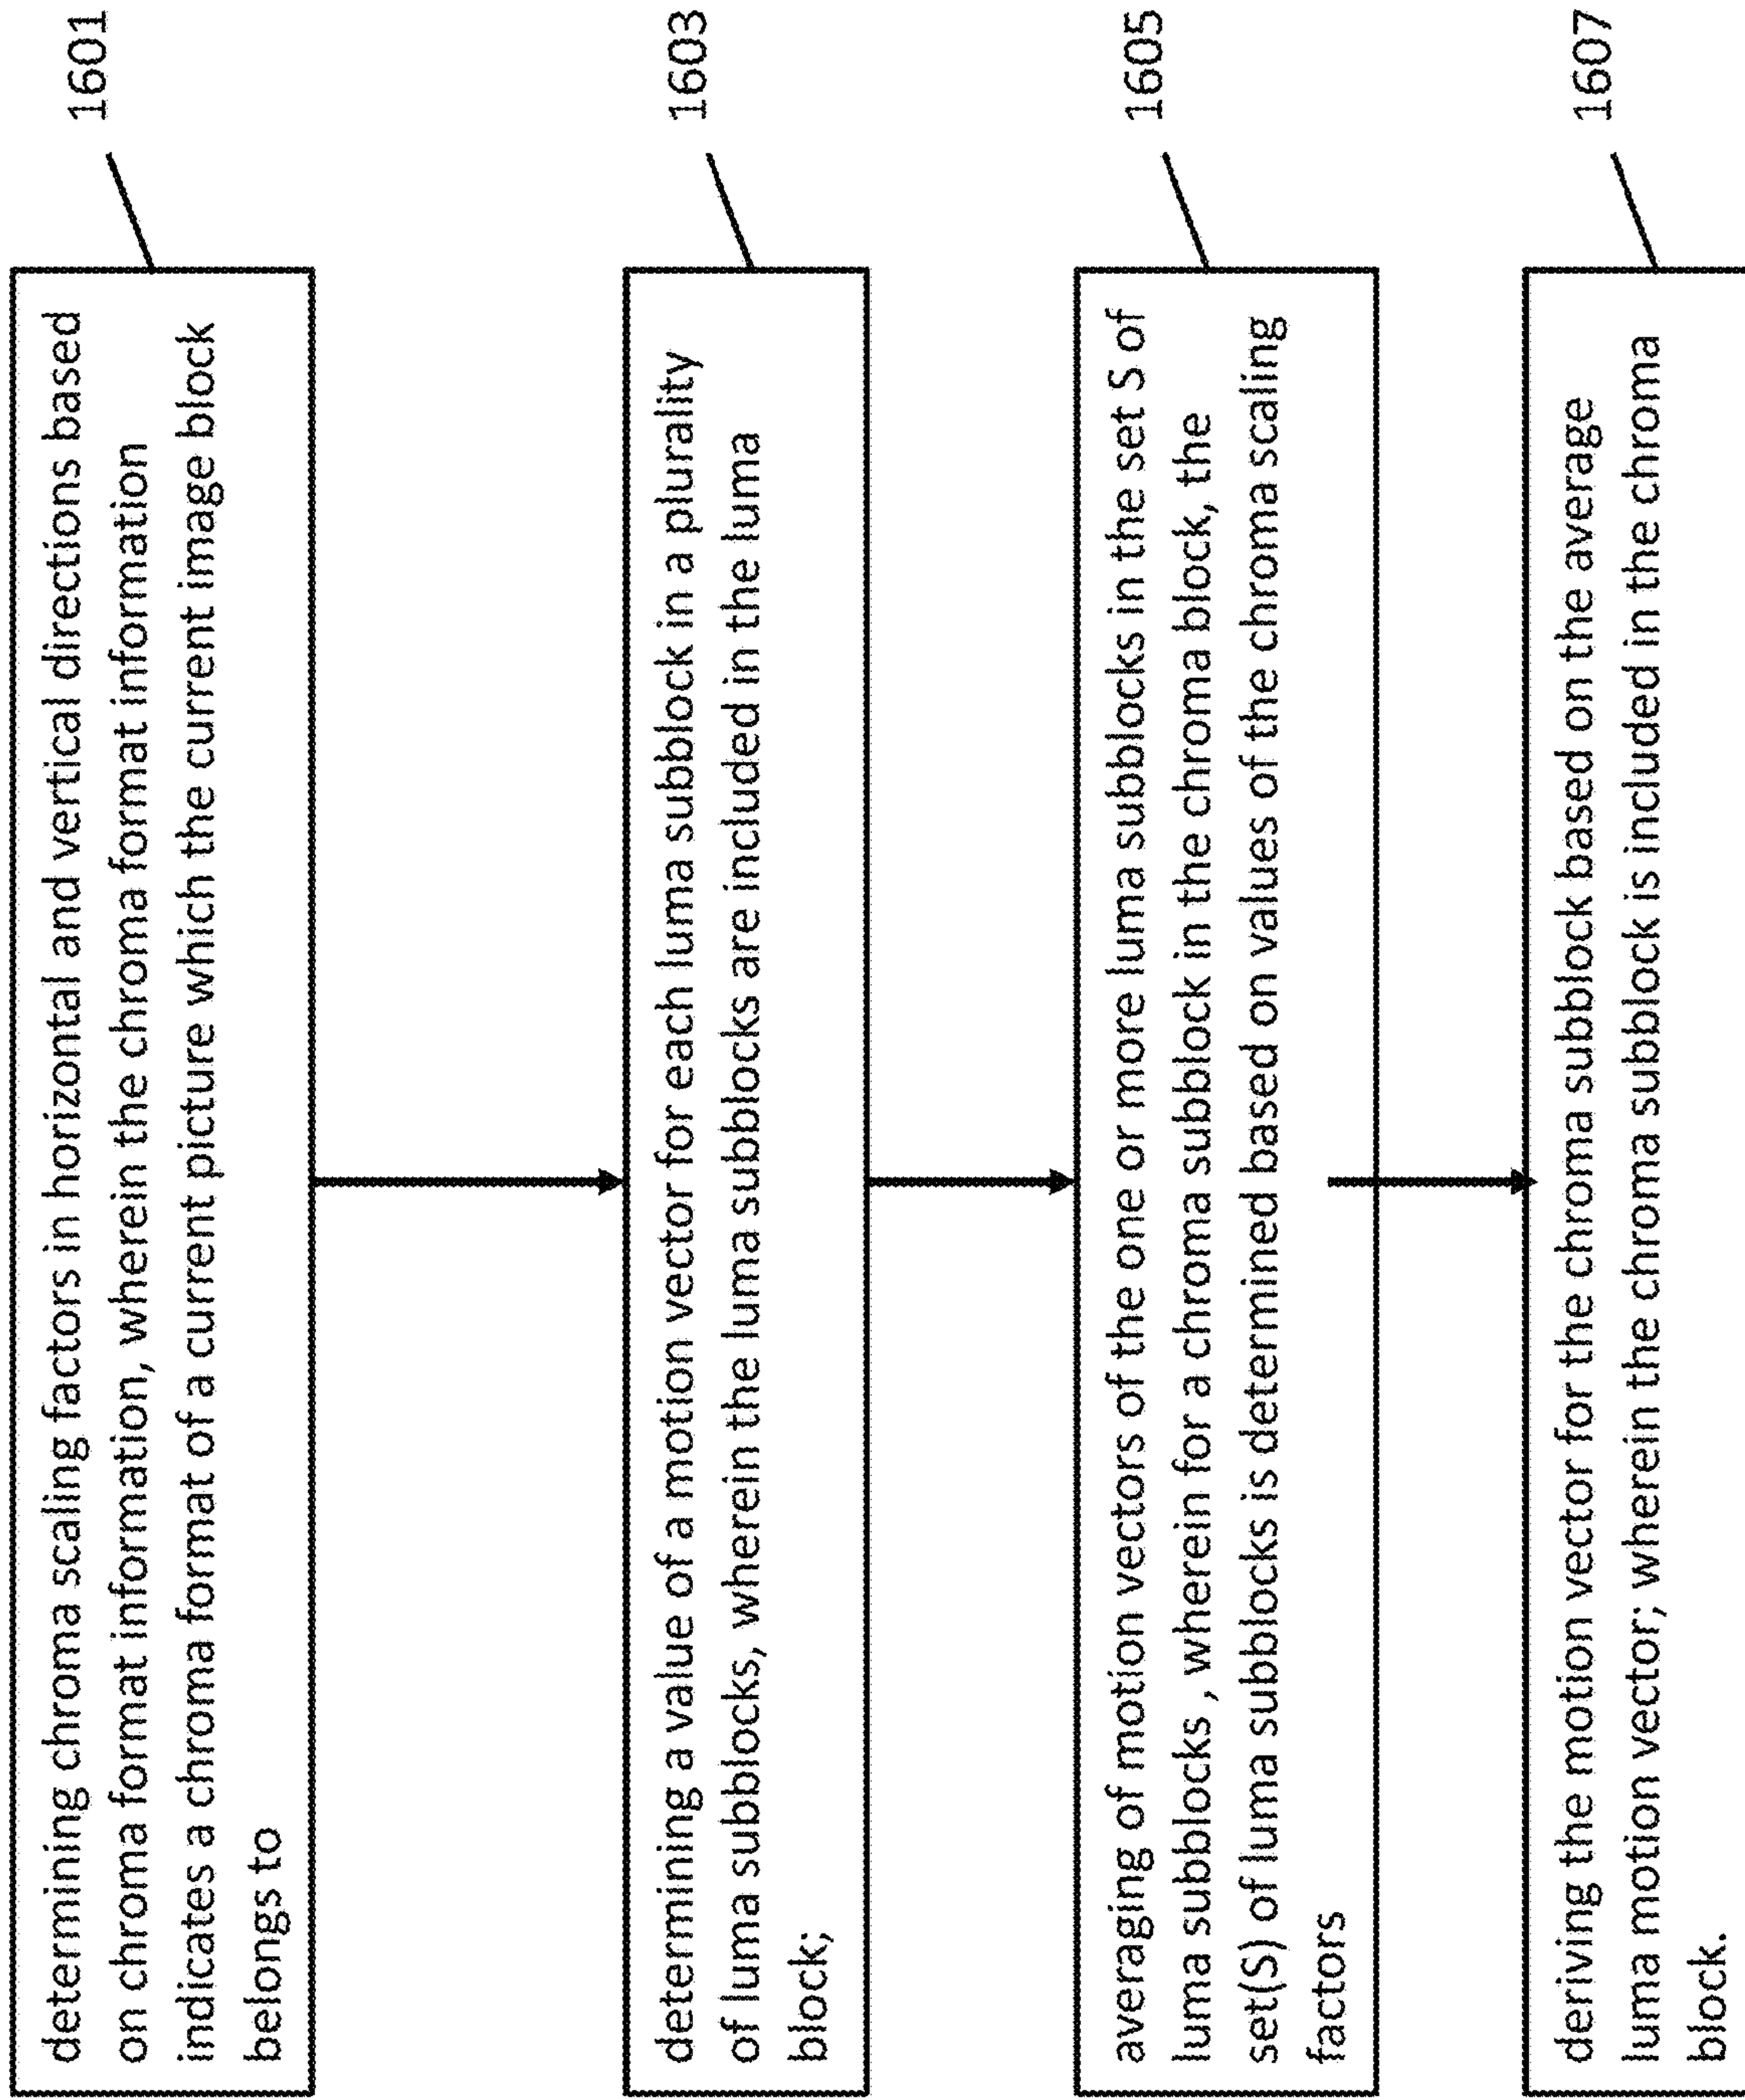 determining chroma scaling factors in horizontal and vertical directions based
on chroma format information, wherein the chroma format information
indicates a chroma format of a current picture which the current image block
belongs to
1601
determining a value of a motion vector for each luma subblock in a plurality
of luma subblocks, wherein the luma subblocks are included in the luma
block;
1603
averaging of motion vectors of the one or more luma subblocks in the set S of
luma subblocks , wherein for a chroma subblock in the chroma block, the
set(S) of luma subblocks is determined based on values of the chroma scaling
factors
1605
deriving the motion vector for the chroma subblock based on the average
luma motion vector; wherein the chroma subblock is included in the chroma
block.
1607